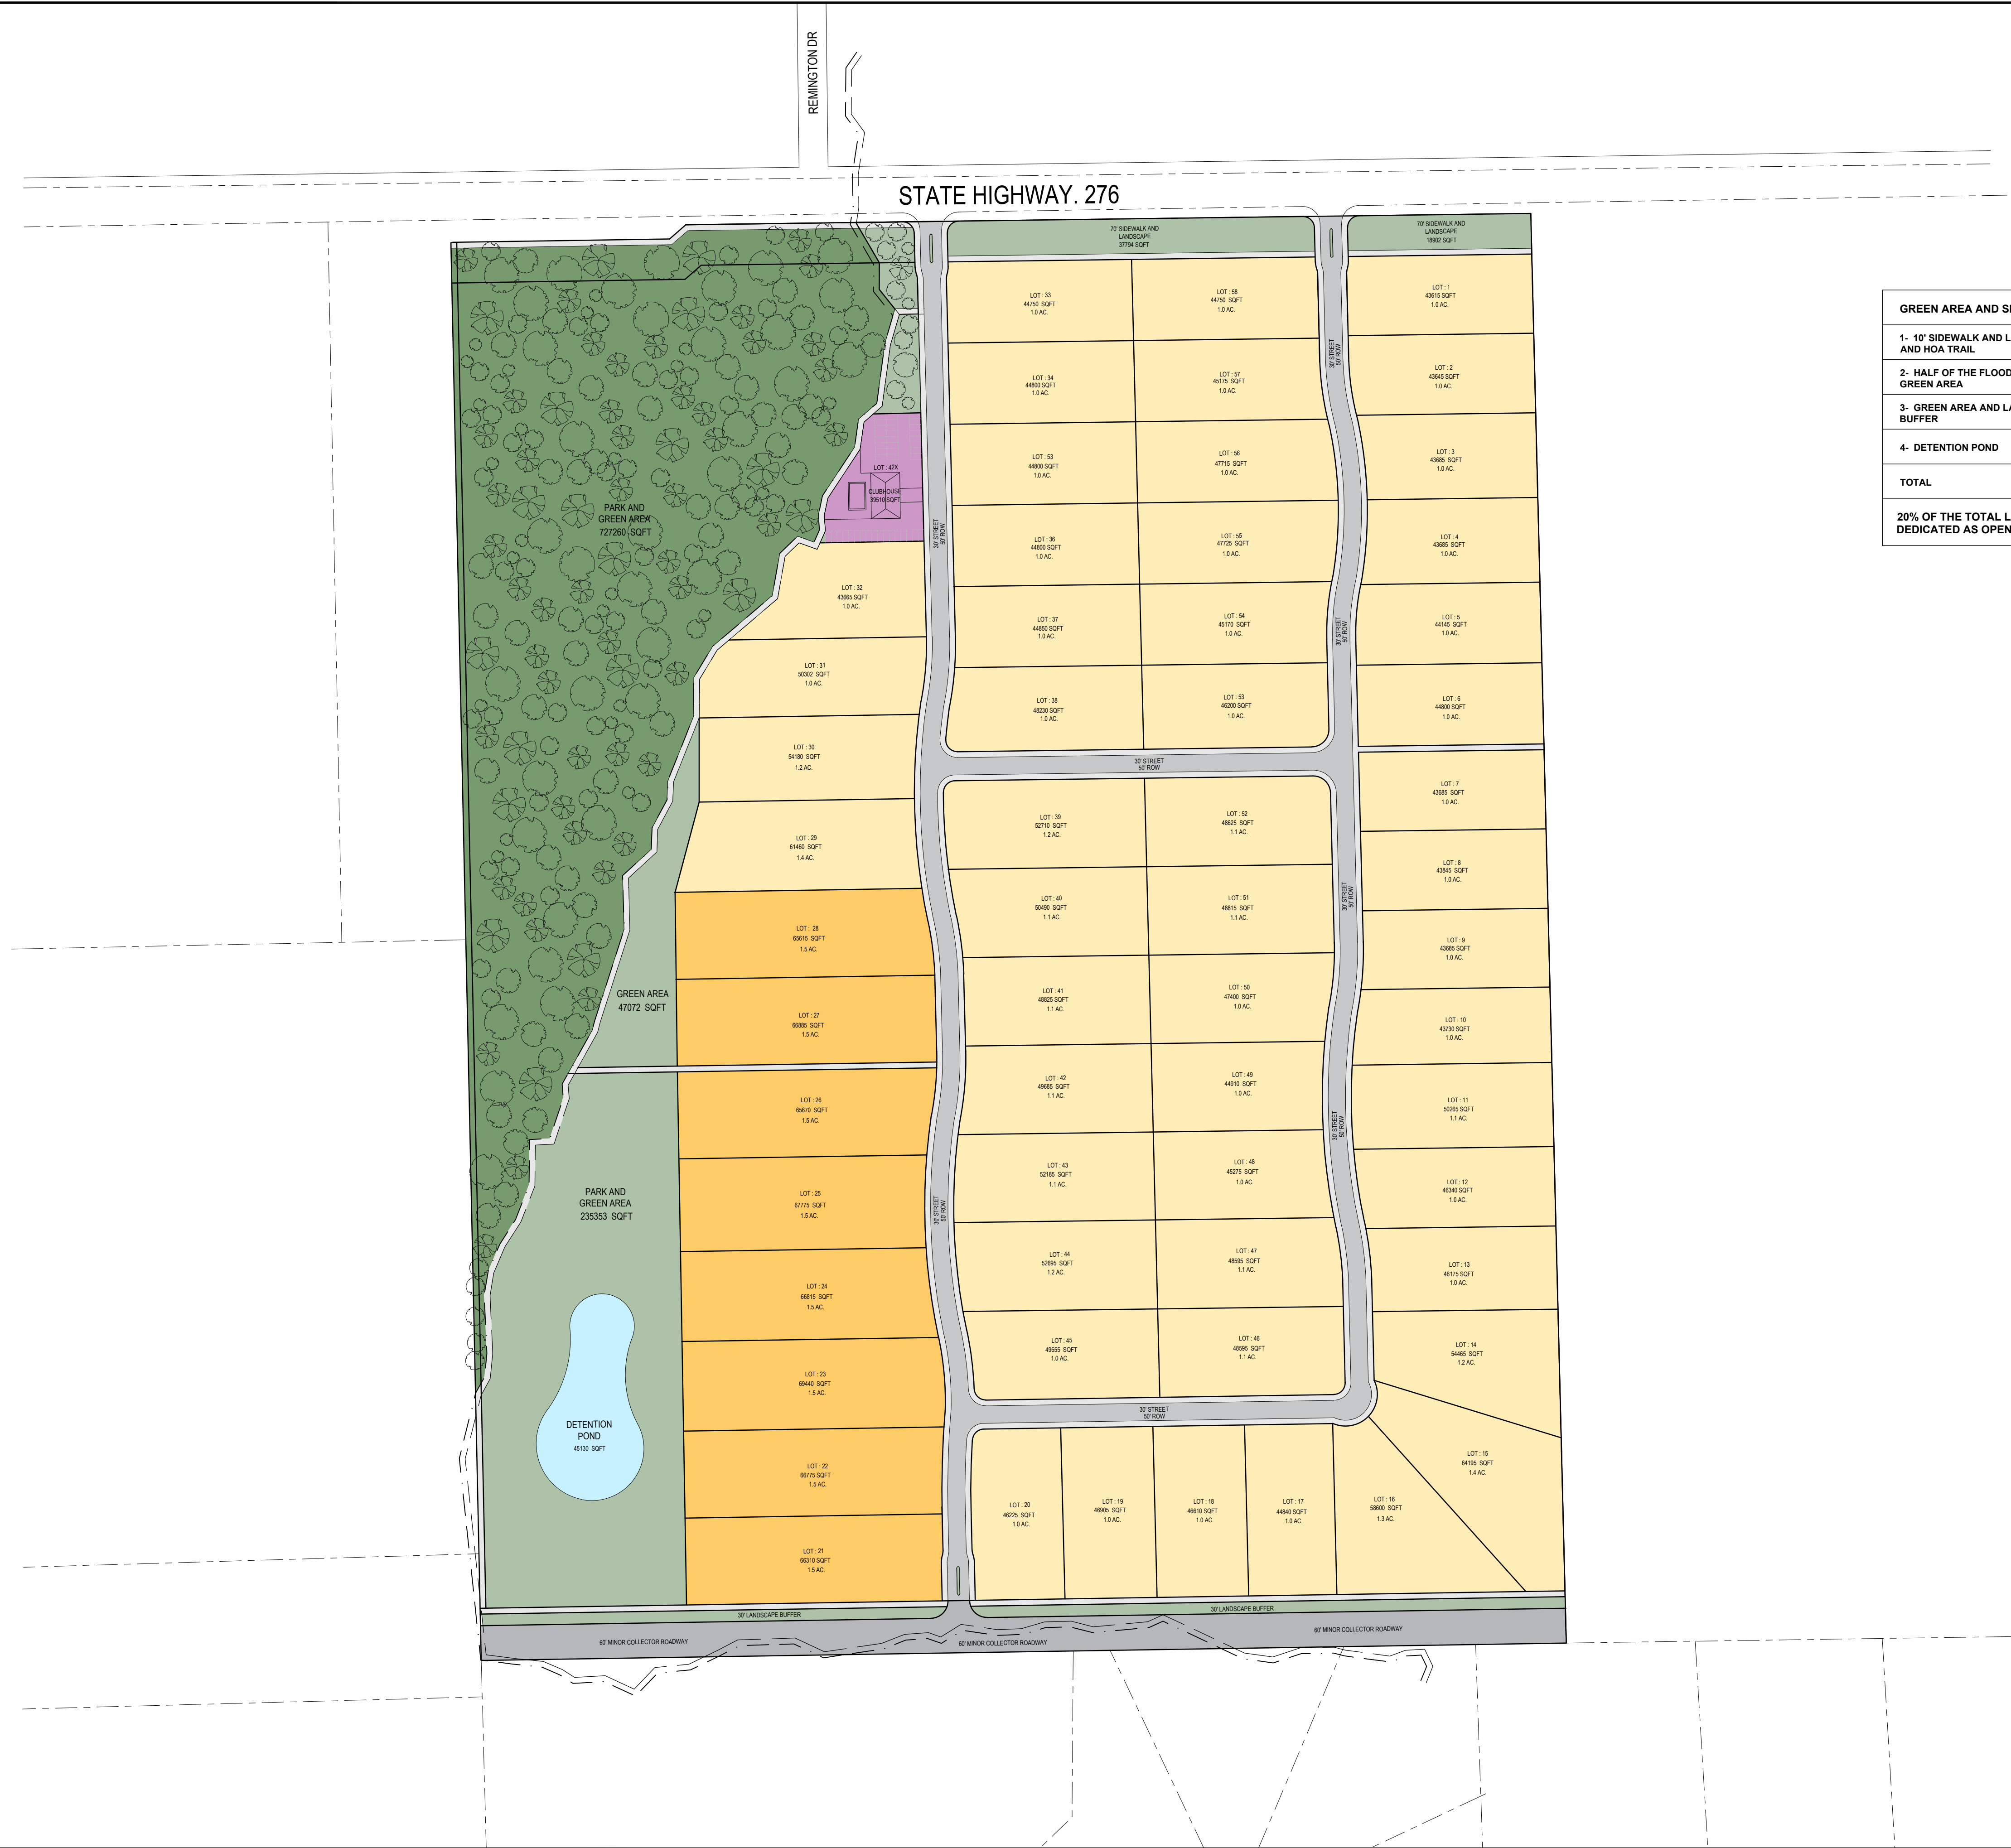 REMINGTON DR
STATE HIGHWAY. 276
70' SIDEWALK AND
LANDSCAPE
37794 SQFT
70' SIDEWALK AND
LANDSCAPE
18902 SQFT
GREEN AREA AND S
1- 10' SIDEWALK AND L
AND HOA TRAIL
2- HALF OF THE FLOOD
GREEN AREA
3- GREEN AREA AND LA
BUFFER
4- DETENTION POND
TOTAL
20% OF THE TOTAL L
DEDICATED AS OPEN
LOT : 33
44750 SQFT
1.0 AC.
LOT : 58
44750 SQFT
1.0 AC.
LOT : 1
43615 SQFT
1.0 AC.
LOT : 34
44800 SQFT
1.0 AC.
LOT : 57
45175 SQFT
1.0 AC.
30' STREET
50' ROW
LOT : 2
43645 SQFT
1.0 AC.
LOT : 53
44800 SQFT
1.0 AC.
LOT : 56
47715 SQFT
1.0 AC.
LOT : 3
43685 SQFT
1.0 AC.
LOT : 42X
CLUBHOUSE
39510 SQFT
PARK AND
GREEN AREA
727260 SQFT
30' STREET
50' ROW
LOT : 36
44800 SQFT
1.0 AC.
LOT : 55
47725 SQFT
1.0 AC.
LOT : 4
43685 SQFT
1.0 AC.
LOT : 32
43665 SQFT
1.0 AC.
LOT : 37
44850 SQFT
1.0 AC.
LOT : 54
45170 SQFT
1.0 AC.
30' STREET
50' ROW
LOT : 5
44145 SQFT
1.0 AC.
LOT : 31
50302 SQFT
1.0 AC.
LOT : 38
48230 SQFT
1.0 AC.
LOT : 53
46200 SQFT
1.0 AC.
LOT : 6
44800 SQFT
1.0 AC.
LOT : 30
54180 SQFT
1.2 AC.
30' STREET
50' ROW
LOT : 7
43685 SQFT
1.0 AC.
LOT : 29
61460 SQFT
1.4 AC.
LOT : 39
52710 SQFT
1.2 AC.
LOT : 52
48625 SQFT
1.1 AC.
LOT : 8
43845 SQFT
1.0 AC.
LOT : 28
65615 SQFT
1.5 AC.
LOT : 40
50490 SQFT
1.1 AC.
LOT : 51
48815 SQFT
1.1 AC.
30' STREET
50' ROW
LOT : 9
43685 SQFT
1.0 AC.
GREEN AREA
47072 SQFT
LOT : 27
66885 SQFT
1.5 AC.
LOT : 41
48825 SQFT
1.1 AC.
LOT : 50
47400 SQFT
1.0 AC.
LOT : 10
43730 SQFT
1.0 AC.
LOT : 26
65670 SQFT
1.5 AC.
LOT : 42
49685 SQFT
1.1 AC.
LOT : 49
44910 SQFT
1.0 AC.
30' STREET
50' ROW
LOT : 11
50265 SQFT
1.1 AC.
PARK AND
GREEN AREA
235353 SQFT
LOT : 25
67775 SQFT
1.5 AC.
30' STREET
50' ROW
LOT : 43
52185 SQFT
1.1 AC.
LOT : 48
45275 SQFT
1.0 AC.
LOT : 12
46340 SQFT
1.0 AC.
LOT : 24
66815 SQFT
1.5 AC.
LOT : 44
52695 SQFT
1.2 AC.
LOT : 47
48595 SQFT
1.1 AC.
LOT : 13
46175 SQFT
1.0 AC.
LOT : 23
69440 SQFT
1.5 AC.
LOT : 45
49655 SQFT
1.0 AC.
LOT : 46
48595 SQFT
1.1 AC.
LOT : 14
54465 SQFT
1.2 AC.
DETENTION
POND
45130 SQFT
30' STREET
50' ROW
LOT : 22
66775 SQFT
1.5 AC.
LOT : 15
64195 SQFT
1.4 AC.
LOT : 20
46225 SQFT
1.0 AC.
LOT : 19
46905 SQFT
1.0 AC.
LOT : 18
46610 SQFT
1.0 AC.
LOT : 17
44840 SQFT
1.0 AC.
LOT : 16
58600 SQFT
1.3 AC.
LOT : 21
66310 SQFT
1.5 AC.
30' LANDSCAPE BUFFER
30' LANDSCAPE BUFFER
60' MINOR COLLECTOR ROADWAY
60' MINOR COLLECTOR ROADWAY
60' MINOR COLLECTOR ROADWAY